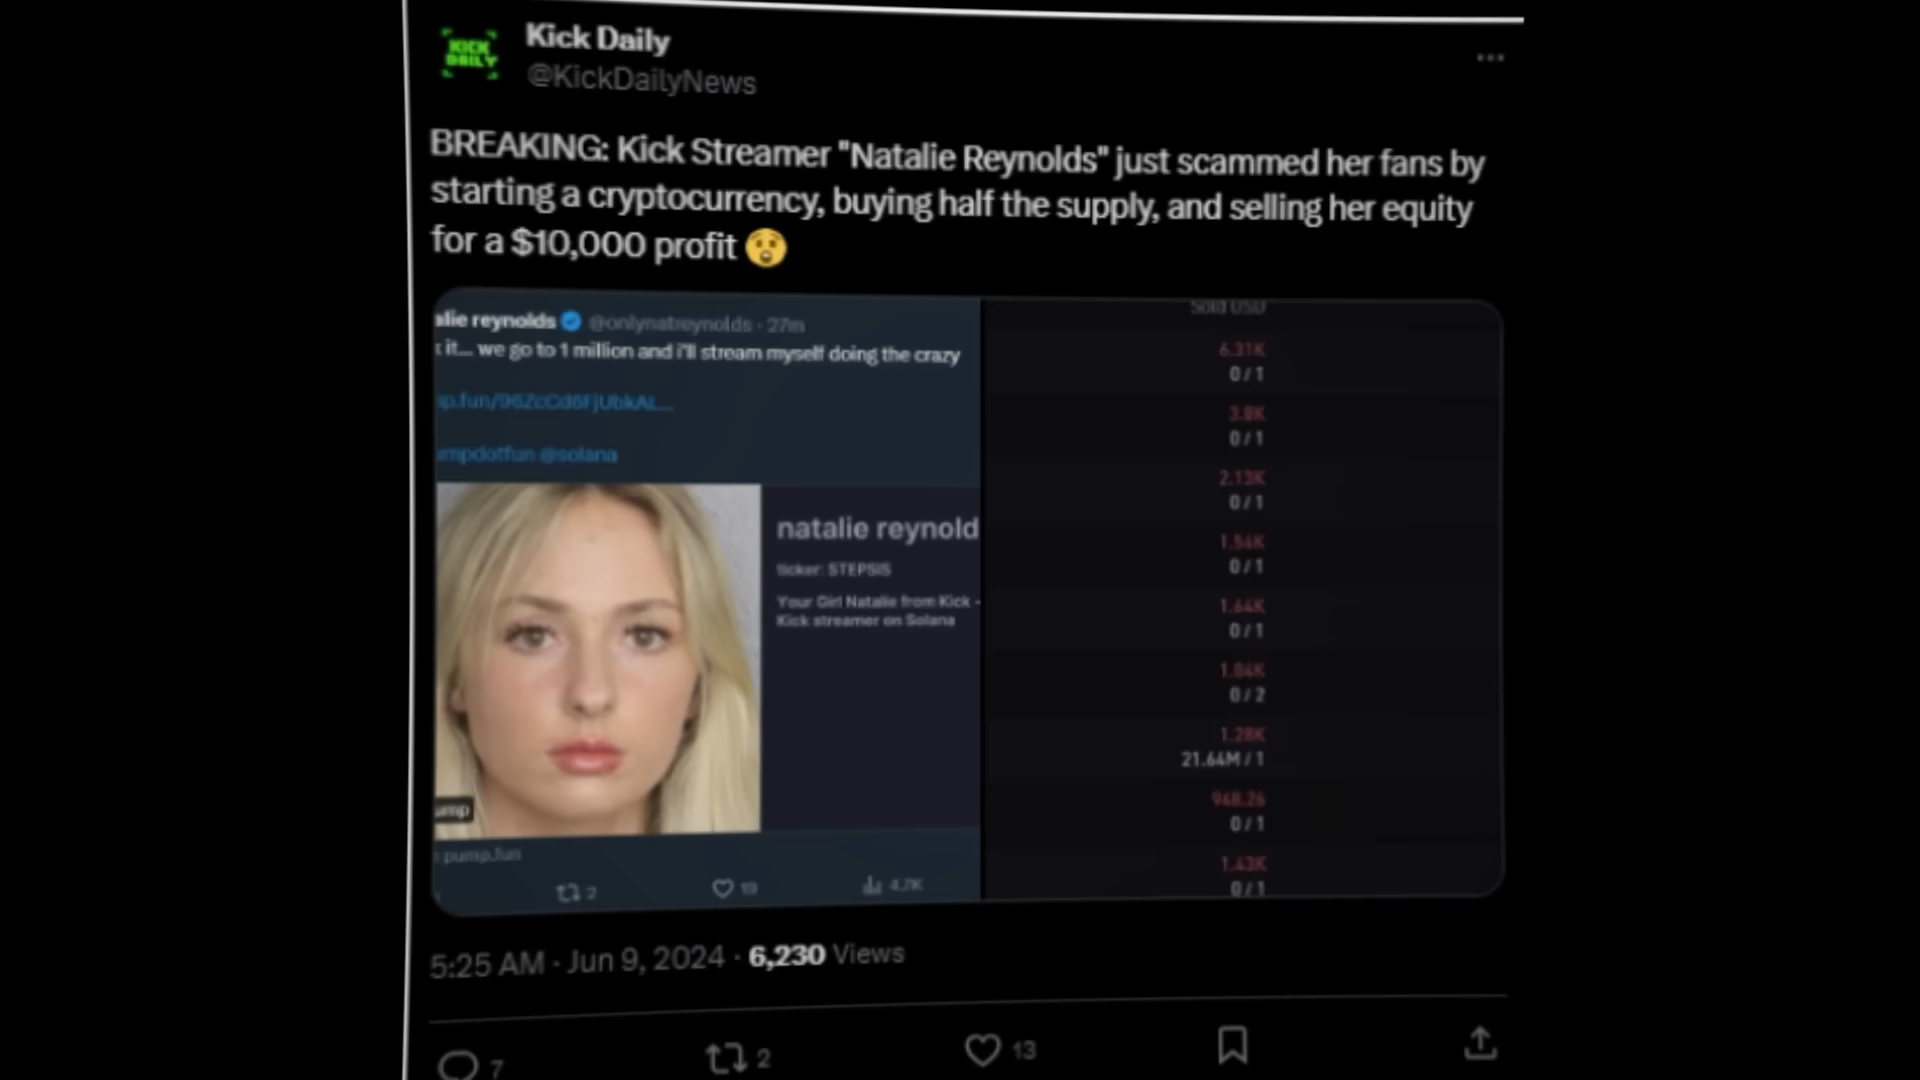 KICK
DAILY
Kick Daily
@KickDailyNews
BREAKING: Kick Streamer "Natalie Reynolds" just scammed her fans by
starting a cryptocurrency, buying half the supply, and selling her equity
for a $10,000 profit 😲
alie reynolds @onlynatreynolds · 27m
it... we go to 1 million and i'll stream myself doing the crazy
mpdotfun @solana
natalie reynold
ticker: STEPSIS
Your Girl Natalie from Kick -
Kick streamer on Solana
ump
pump.fun
2 19 4.7K
Sold USD
6.31K
0 / 1
3.8K
0 / 1
2.13K
0 / 1
1.56K
0 / 1
1.64K
0 / 1
1.04K
0 / 2
1.28K
21.64M / 1
948.26
0 / 1
1.43K
0 / 1
5:25 AM · Jun 9, 2024 · 6,230 Views
7 2 13